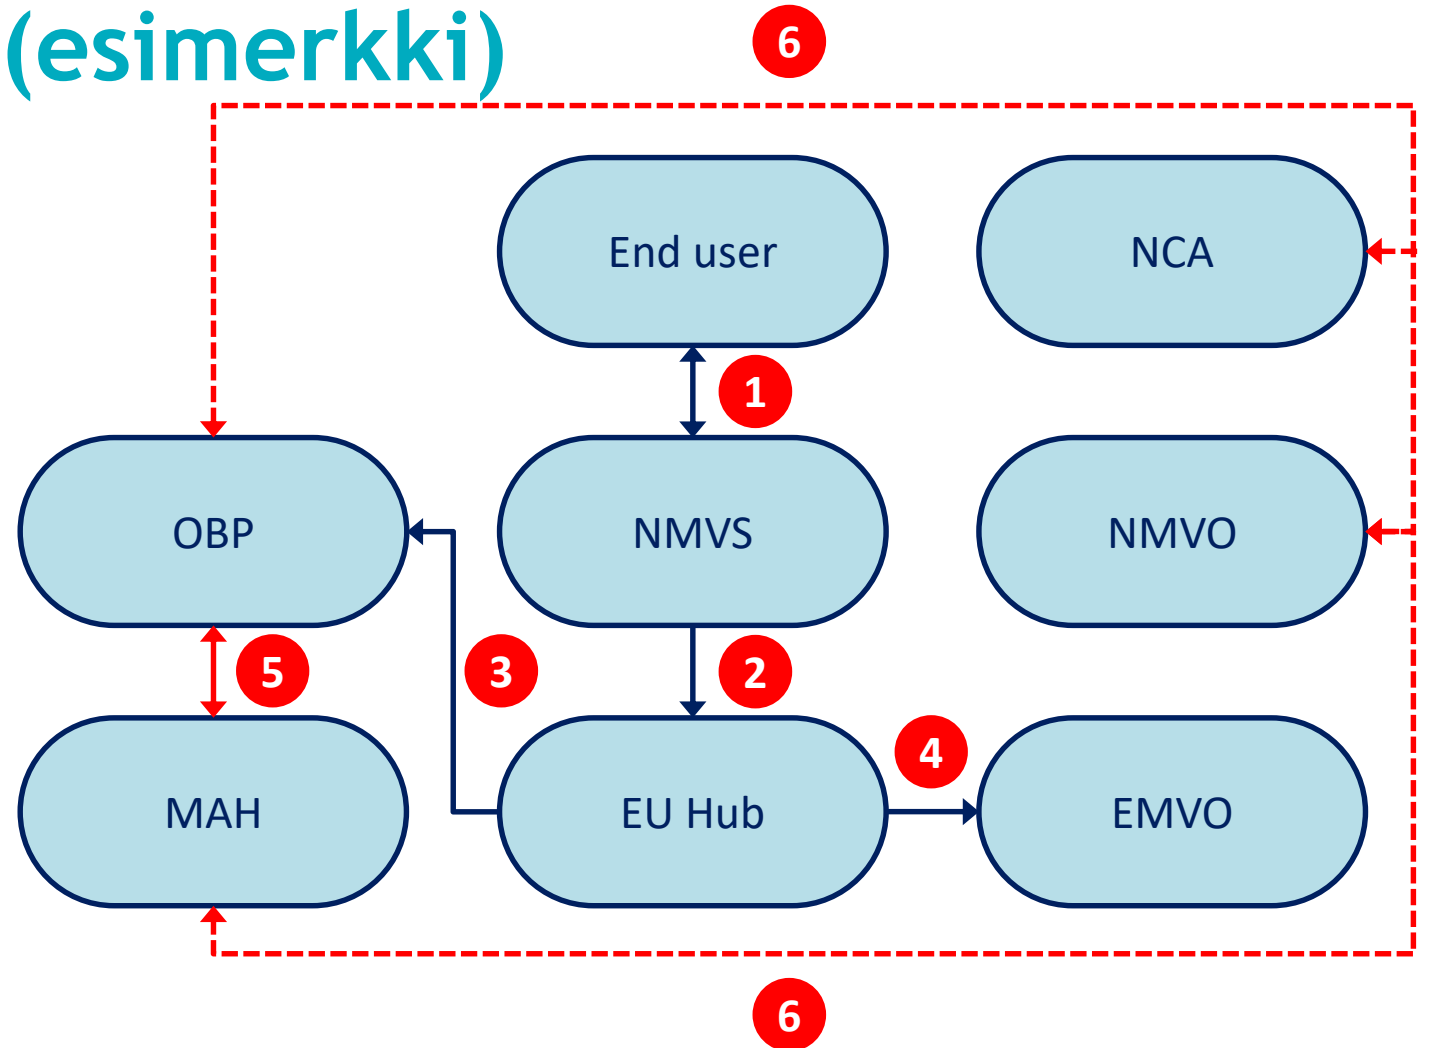 (esimerkki)
6
End user
NCA
1
OBP
NMVS
NMVO
5
3
2
4
MAH
EU Hub
EMVO
6